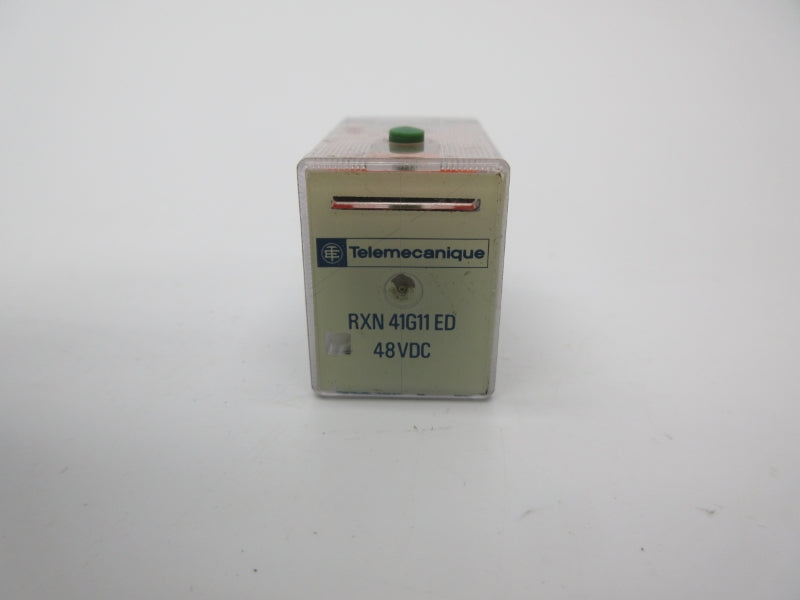 Telemecanique
RXN 41G11 ED
48VDC